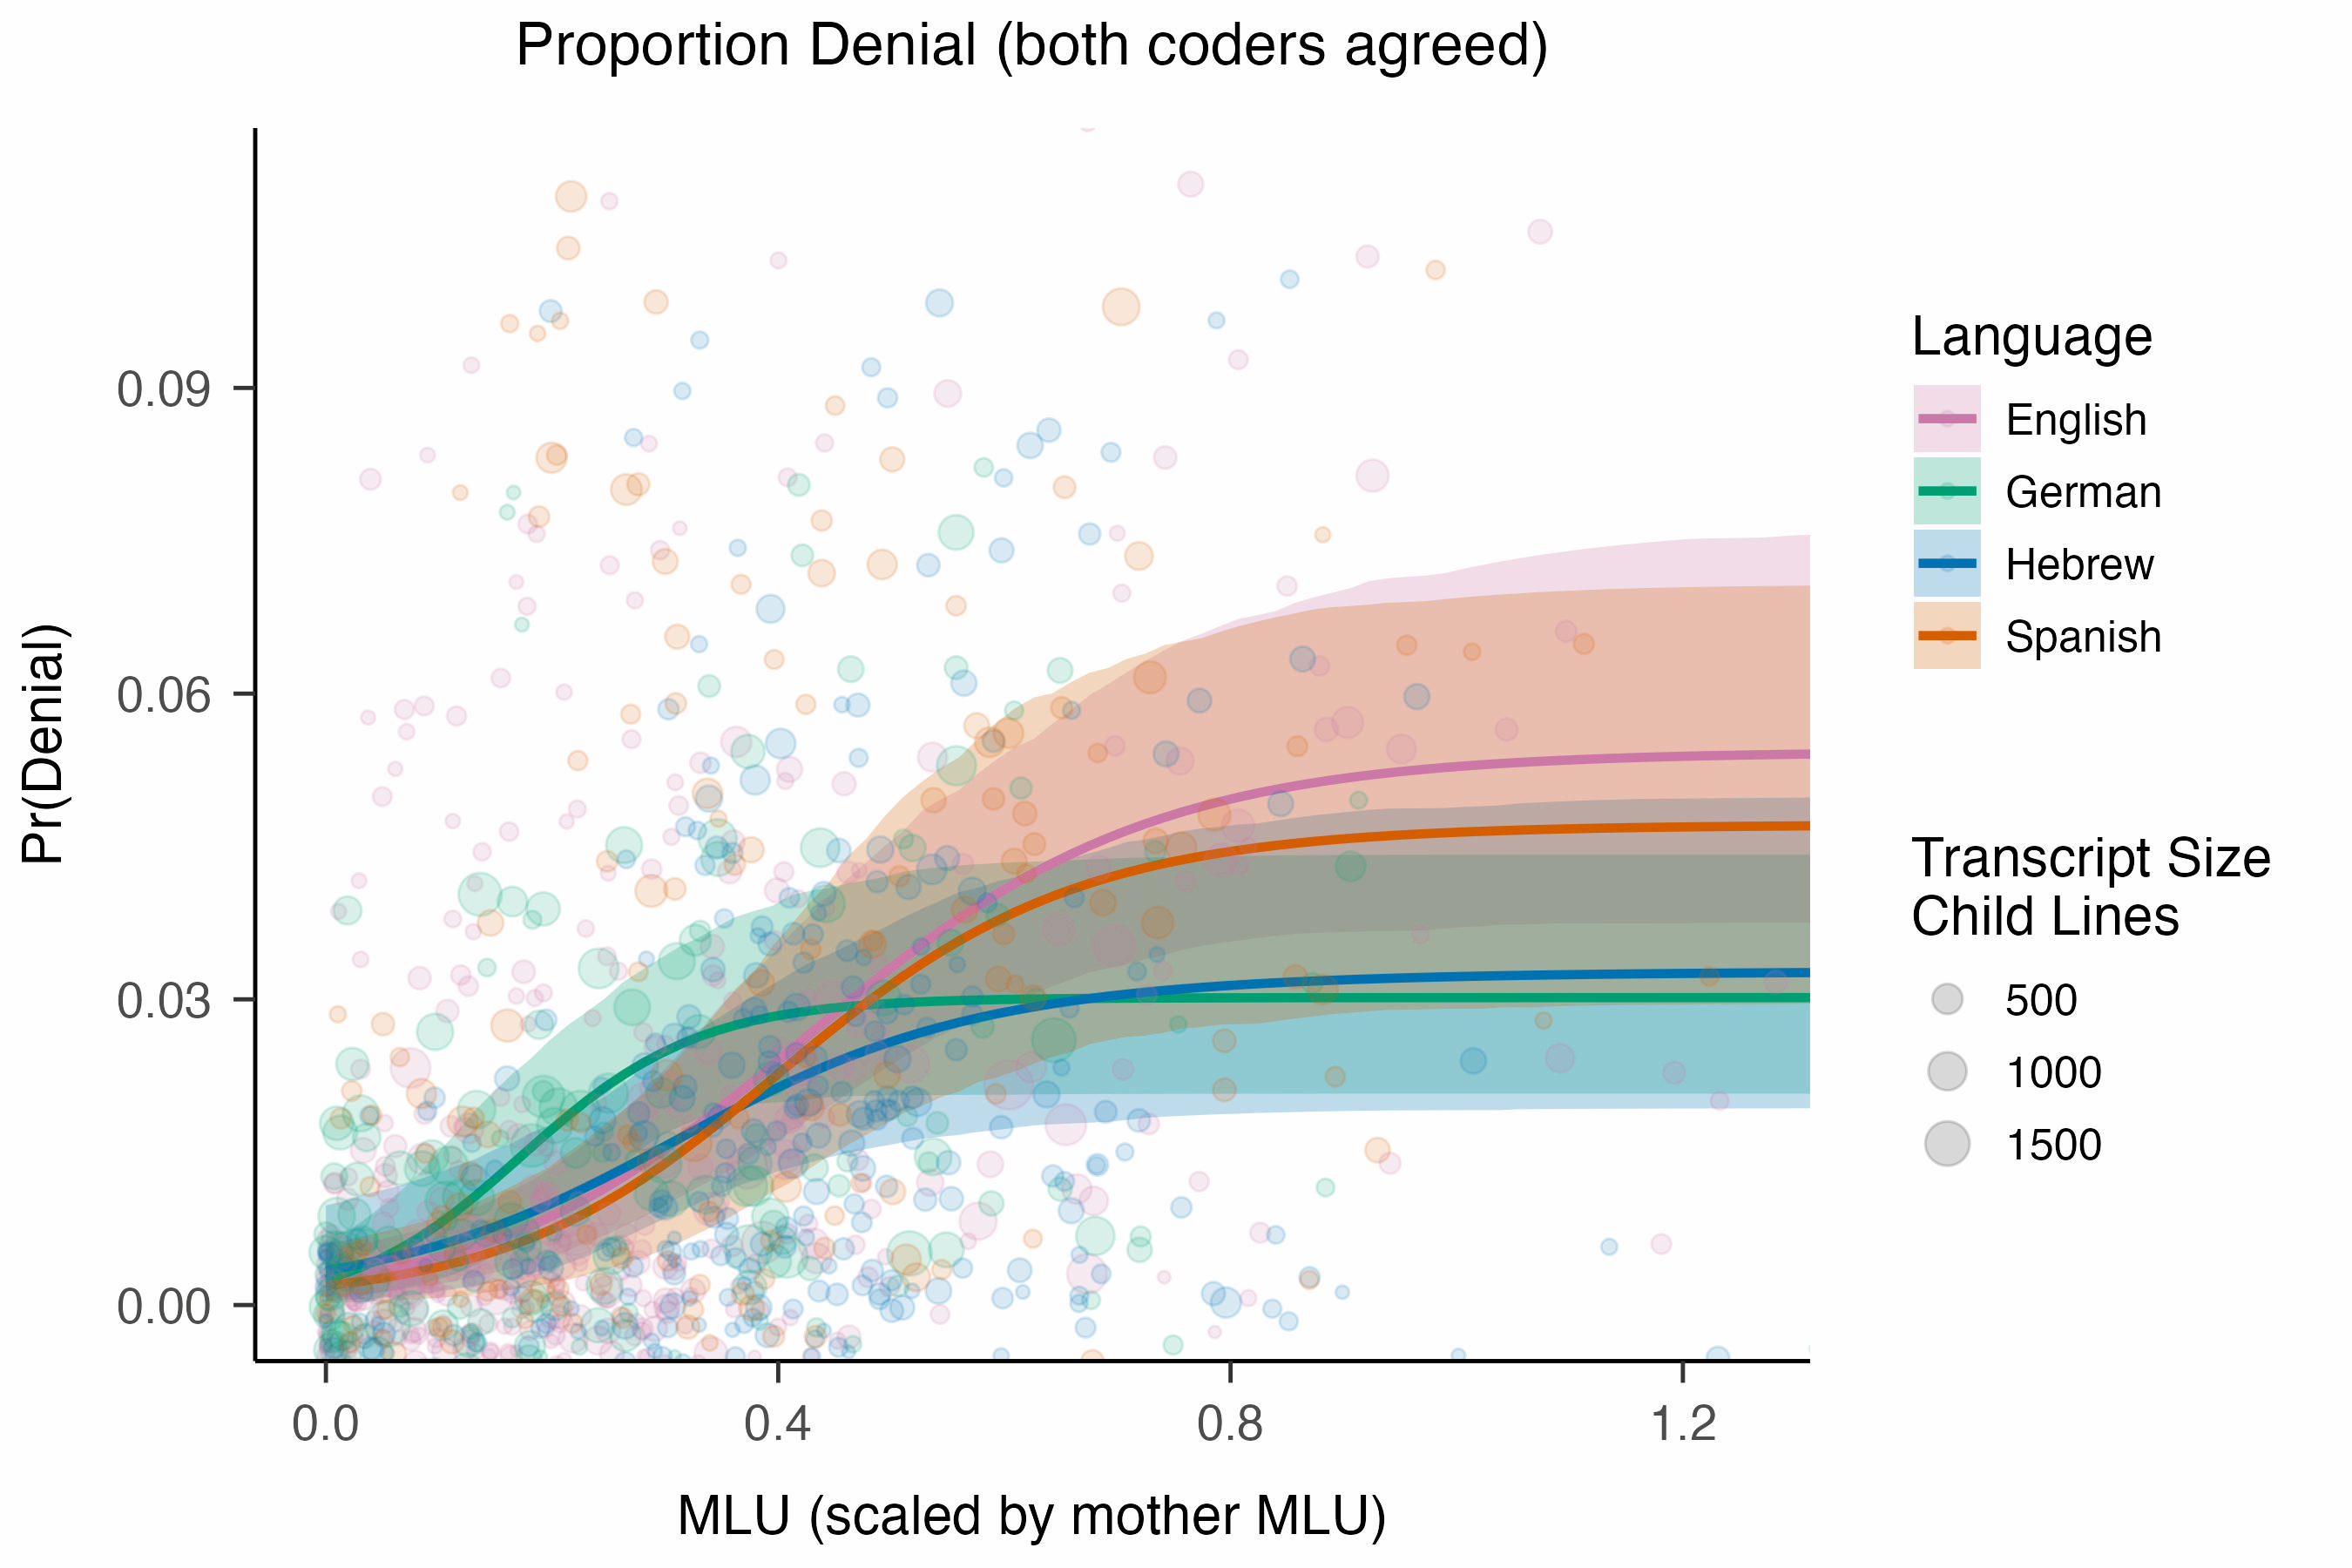 Proportion Denial (both coders agreed)
Pr(Denial)
0.09
0.06
0.03
0.00
0.0
0.4
0.8
1.2
MLU (scaled by mother MLU)
Language
English
German
Hebrew
Spanish
Transcript Size
Child Lines
500
1000
1500